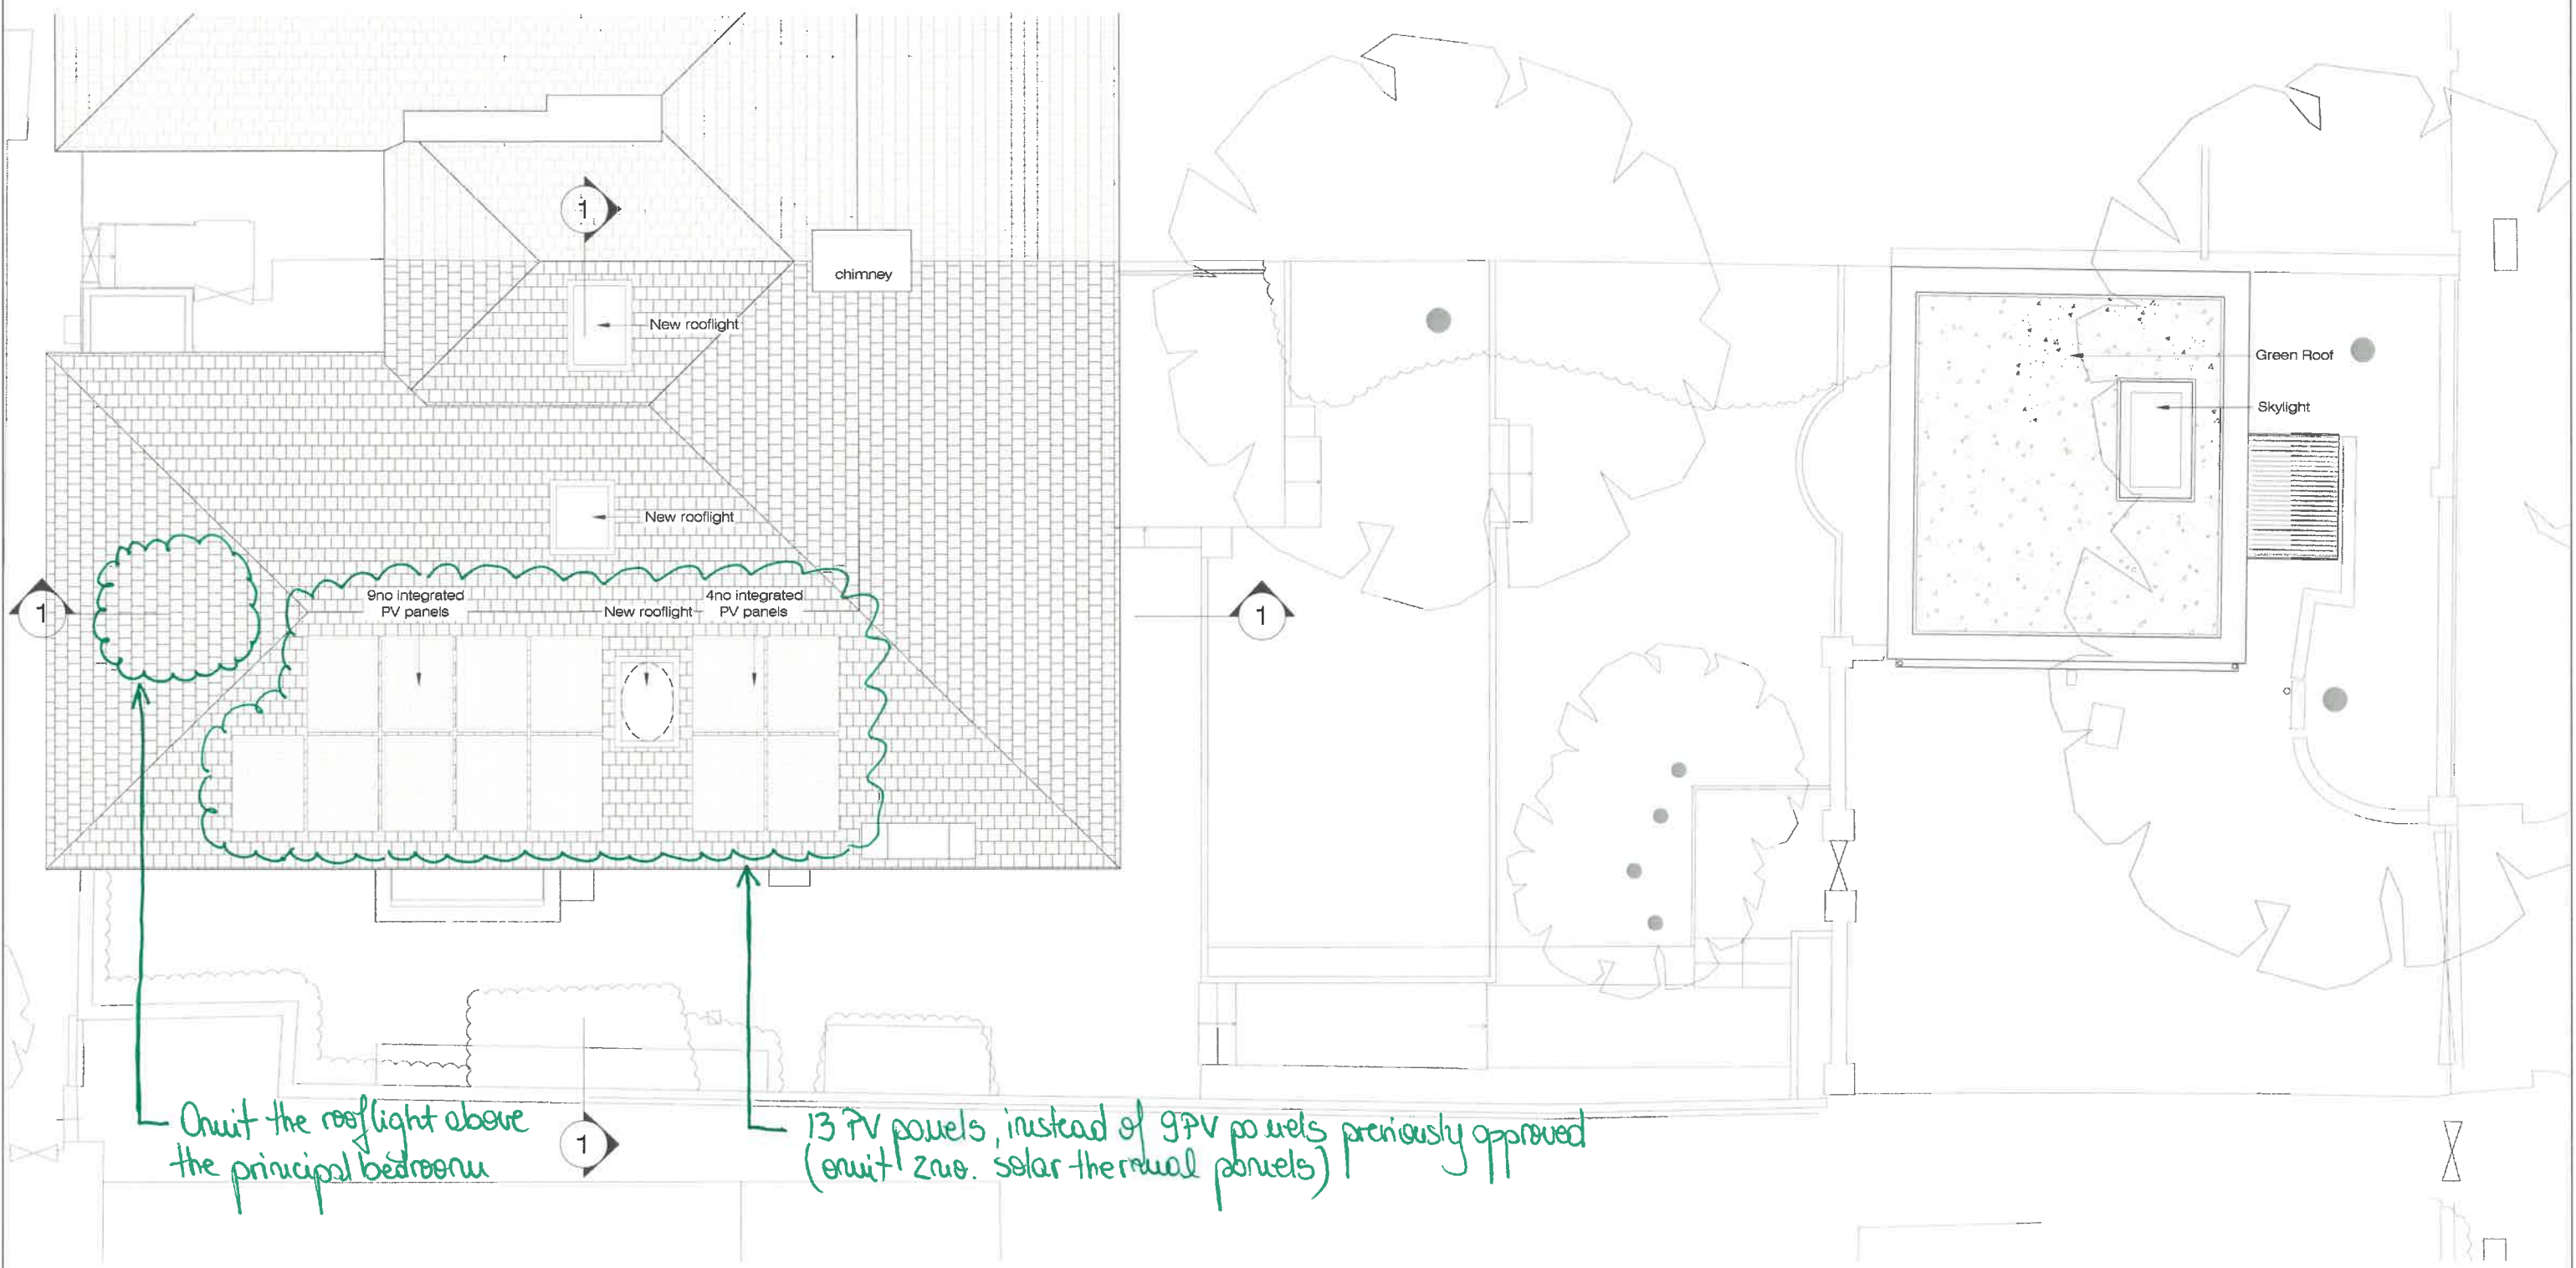 1
chimney
New rooflight
Green Roof
Skylight
New rooflight
1
9no integrated
PV panels
New rooflight
4no integrated
PV panels
1
Omit the rooflight above
the principal bedroom
1
13 PV panels, instead of 9PV panels previously approved
(omit 2no. solar thermal panels)